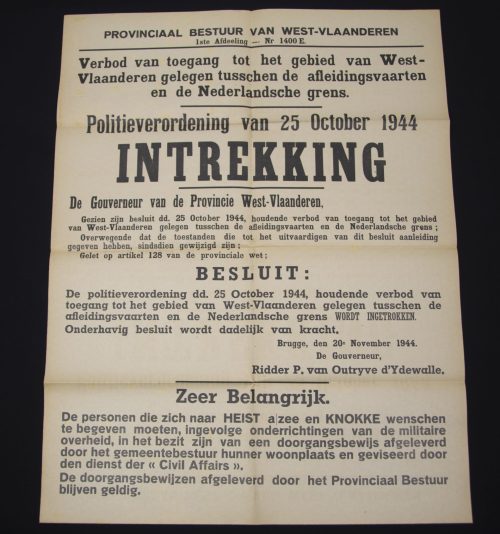 PROVINCIAAL BESTUUR VAN WEST-VLAANDEREN
1ste Afdeeling — Nr 1400 E.
Verbod van toegang tot het gebied van West-
Vlaanderen gelegen tusschen de afleidingsvaarten
en de Nederlandsche grens.
Politieverordening van 25 October 1944
INTREKKING
De Gouverneur van de Provincie West-Vlaanderen,
Gezien zijn besluit dd. 25 October 1944, houdende verbod van toegang tot het gebied
van West-Vlaanderen gelegen tusschen de afleidingsvaarten en de Nederlandsche grens ;
Overwegende dat de toestanden die tot het uitvaardigen van dit besluit aanleiding
gegeven hebben, sindsdien gewijzigd zijn ;
Gelet op artikel 128 van de provinciale wet ;
BESLUIT :
De politieverordening dd. 25 October 1944, houdende verbod van
toegang tot het gebied van West-Vlaanderen gelegen tusschen de
afleidingsvaarten en de Nederlandsche grens WORDT INGETROKKEN.
Onderhavig besluit wordt dadelijk van kracht.
Brugge, den 20n November 1944.
De Gouverneur,
Ridder P. van Outryve d'Ydewalle.
Zeer Belangrijk.
De personen die zich naar HEIST a|zee en KNOKKE wenschen
te begeven moeten, ingevolge onderrichtingen van de militaire
overheid, in het bezit zijn van een doorgangsbewijs afgeleverd
door het gemeentebestuur hunner woonplaats en geviseerd door
den dienst der « Civil Affairs ».
De doorgangsbewijzen afgeleverd door het Provinciaal Bestuur
blijven geldig.